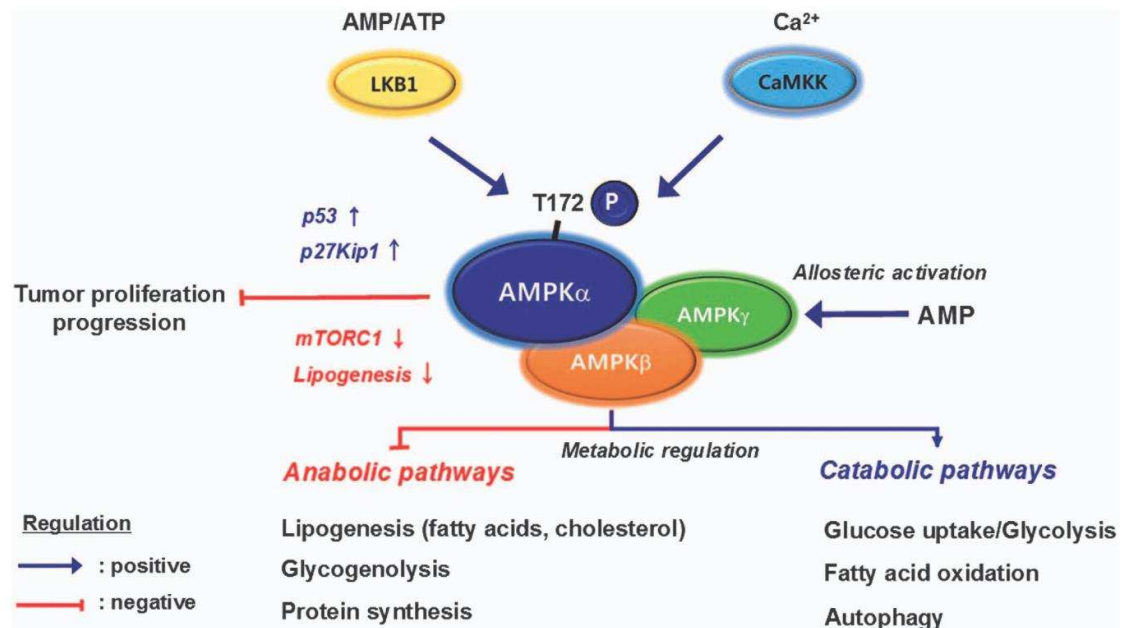 AMP/ATP
Ca²⁺
LKB1
CaMKK
T172 P
p53 ↑
p27Kip1 ↑
AMPKα
Allosteric activation
Tumor proliferation
progression
AMPKγ
AMP
mTORC1 ↓
Lipogenesis ↓
AMPKβ
Metabolic regulation
Anabolic pathways
Catabolic pathways
Regulation
: positive
: negative
Lipogenesis (fatty acids, cholesterol)
Glycogenolysis
Protein synthesis
Glucose uptake/Glycolysis
Fatty acid oxidation
Autophagy